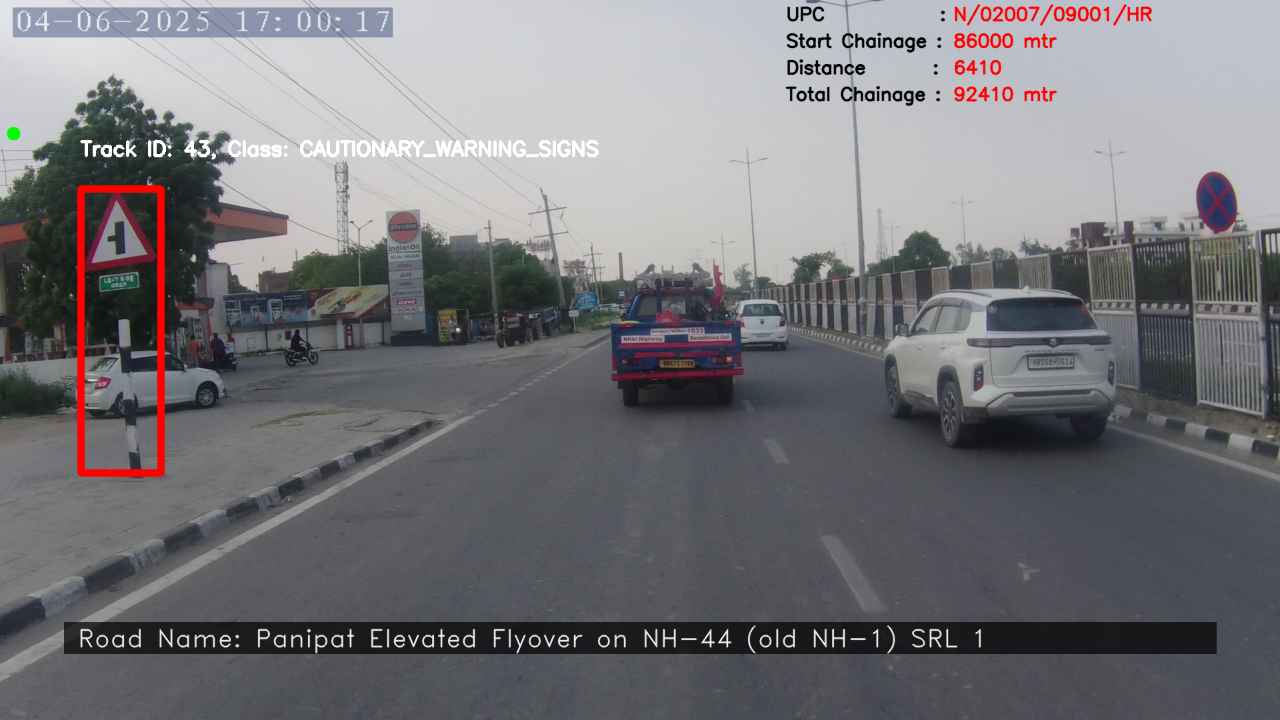 04-06-2025 17:00:17
UPC : N/02007/09001/HR
Start Chainage : 86000 mtr
Distance : 6410
Total Chainage : 92410 mtr
Track ID: 43, Class: CAUTIONARY_WARNING_SIGNS
IndianOil
1033
Road Name: Panipat Elevated Flyover on NH-44 (old NH-1) SRL 1